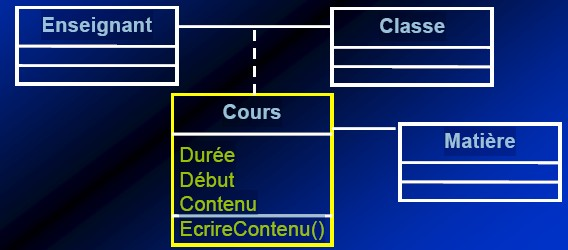 Enseignant
Classe
Cours
Durée
Début
Contenu
EcrireContenu()
Matière